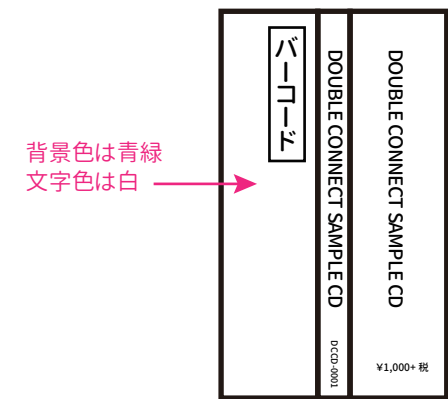 背景色は青緑
文字色は白
バーコード
DOUBLE CONNECT SAMPLE CD
DCCD-0001
DOUBLE CONNECT SAMPLE CD
¥1,000+ 税